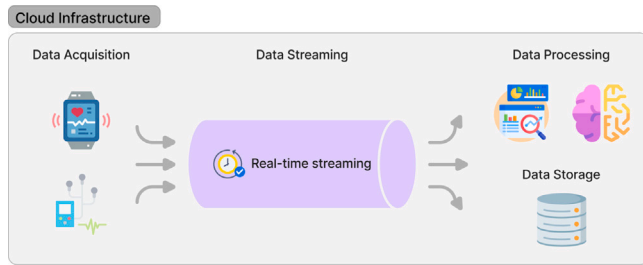 Cloud Infrastructure
Data Acquisition
Data Streaming
Data Processing
Real-time streaming
Data Storage